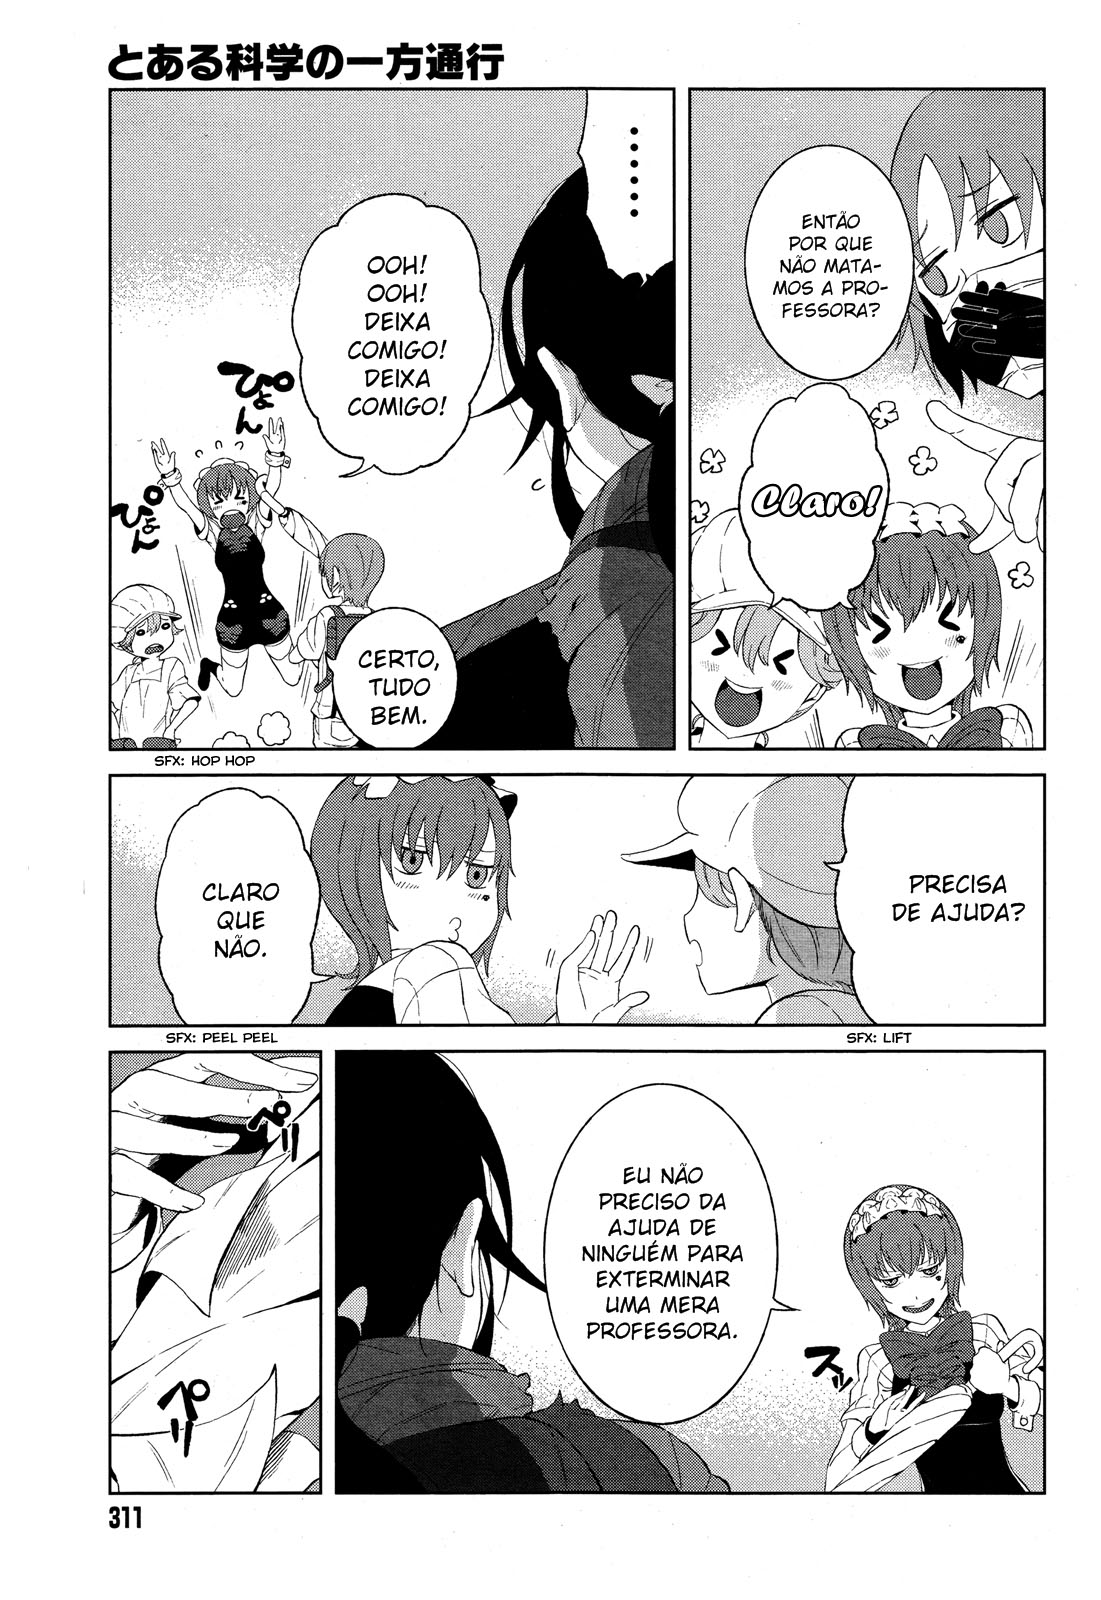 とある科学の一方通行
ENTÃO
POR QUE
NÃO MATA-
MOS A PRO-
FESSORA?
Claro!
.......
OOH!
OOH!
DEIXA
COMIGO!
DEIXA
COMIGO!
ぴょん
ぴょん
CERTO,
TUDO
BEM.
SFX: HOP HOP
PRECISA
DE AJUDA?
CLARO
QUE
NÃO.
SFX: LIFT
SFX: PEEL PEEL
EU NÃO
PRECISO DA
AJUDA DE
NINGUÉM PARA
EXTERMINAR
UMA MERA
PROFESSORA.
スッ
ペリ
ペリ
311